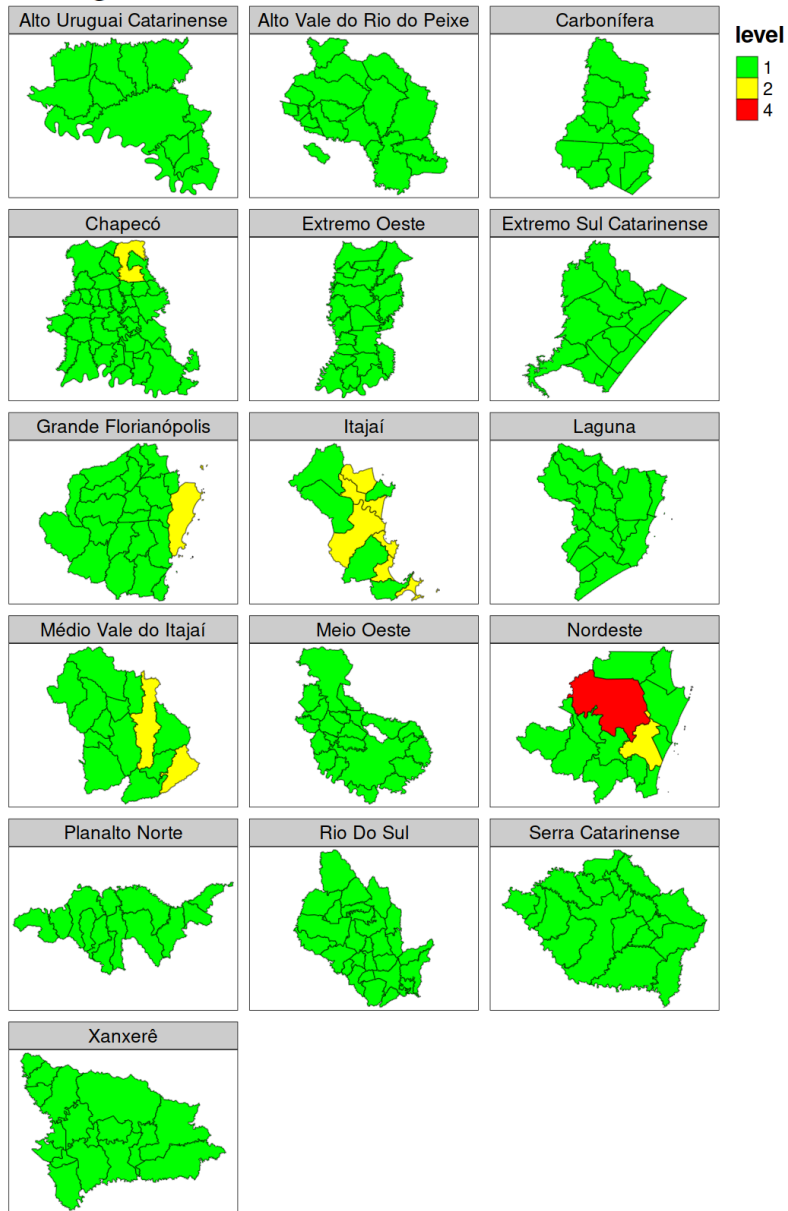 Alto Uruguai Catarinense
Alto Vale do Rio do Peixe
Carbonífera
level
1
2
4
Chapecó
Extremo Oeste
Extremo Sul Catarinense
Grande Florianópolis
Itajaí
Laguna
Médio Vale do Itajaí
Meio Oeste
Nordeste
Planalto Norte
Rio Do Sul
Serra Catarinense
Xanxerê